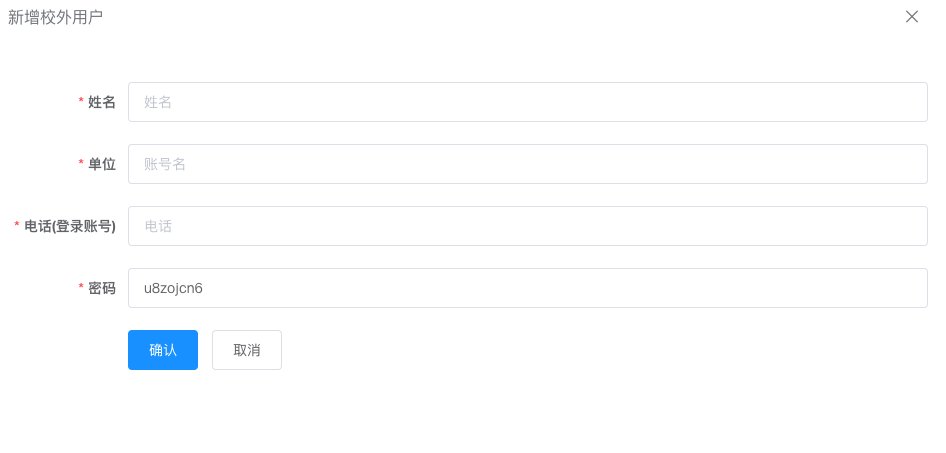 新增校外用户
* 姓名 姓名
* 单位 账号名
* 电话(登录账号) 电话
* 密码 u8zojcn6
确认 取消